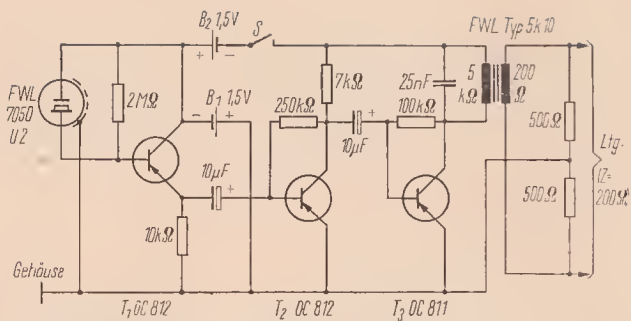 B₂ 1,5V
S
FWL Typ 5k10
+
-
FWL
7050
U2
2MΩ
-
B₁ 1,5V
+
7kΩ
250kΩ
+
10μF
25nF
100kΩ
5
kΩ
200
Ω
500Ω
500Ω
Ltg.
(Z=
200Ω)
10μF
+
10kΩ
Gehäuse
T₁ OC 812
T₂ OC 812
T₃ OC 811